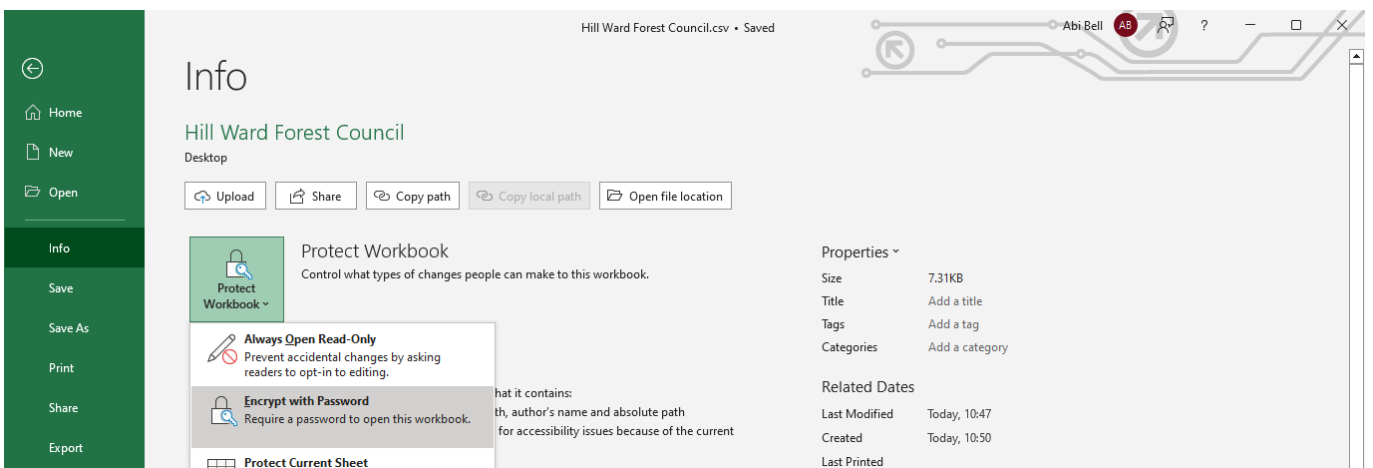 Hill Ward Forest Council.csv • Saved
Abi Bell AB ?
Info
Home
New
Open
Info
Save
Save As
Print
Share
Export
Hill Ward Forest Council
Desktop
Upload Share Copy path Copy local path Open file location
Protect
Workbook
Protect Workbook
Control what types of changes people can make to this workbook.
Always Open Read-Only
Prevent accidental changes by asking
readers to opt-in to editing.
Encrypt with Password
Require a password to open this workbook.
Protect Current Sheet
hat it contains:
th, author's name and absolute path
for accessibility issues because of the current
Properties
Size 7.31KB
Title Add a title
Tags Add a tag
Categories Add a category
Related Dates
Last Modified Today, 10:47
Created Today, 10:50
Last Printed